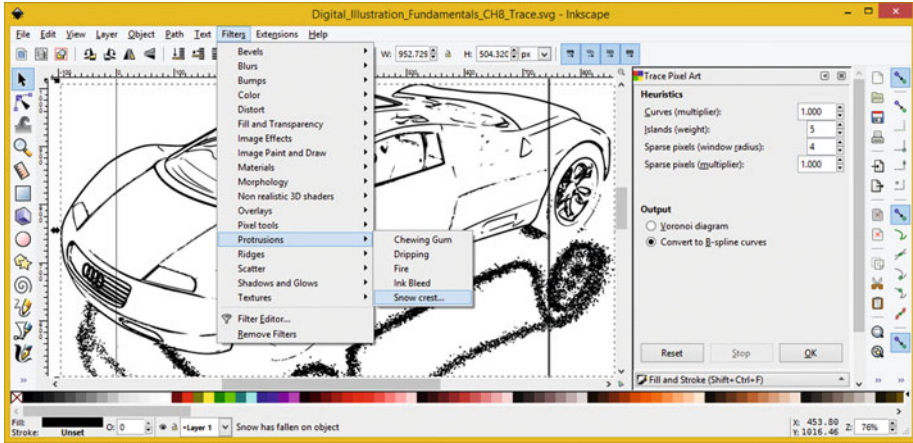 Digital_Illustration_Fundamentals_CH8_Trace.svg - Inkscape
File Edit View Layer Object Path Text Filters Extensions Help
W: 952.729 H: 504.320 px
Bevels
Blurs
Bumps
Color
Distort
Fill and Transparency
Image Effects
Image Paint and Draw
Materials
Morphology
Non realistic 3D shaders
Overlays
Pixel tools
Protrusions
Ridges
Scatter
Shadows and Glows
Textures
Filter Editor...
Remove Filters
Chewing Gum
Dripping
Fire
Ink Bleed
Snow crest...
Trace Pixel Art
Heuristics
Curves (multiplier): 1.000
Islands (weight): 5
Sparse pixels (window radius): 4
Sparse pixels (multiplier): 1.000
Output
Voronoi diagram
Convert to B-spline curves
Reset Stop OK
Fill and Stroke (Shift+Ctrl+F)
Fill:
Stroke: Unset
O: 0
Layer 1
Snow has fallen on object
X: 453.80
Y: 1016.46
Z: 76%